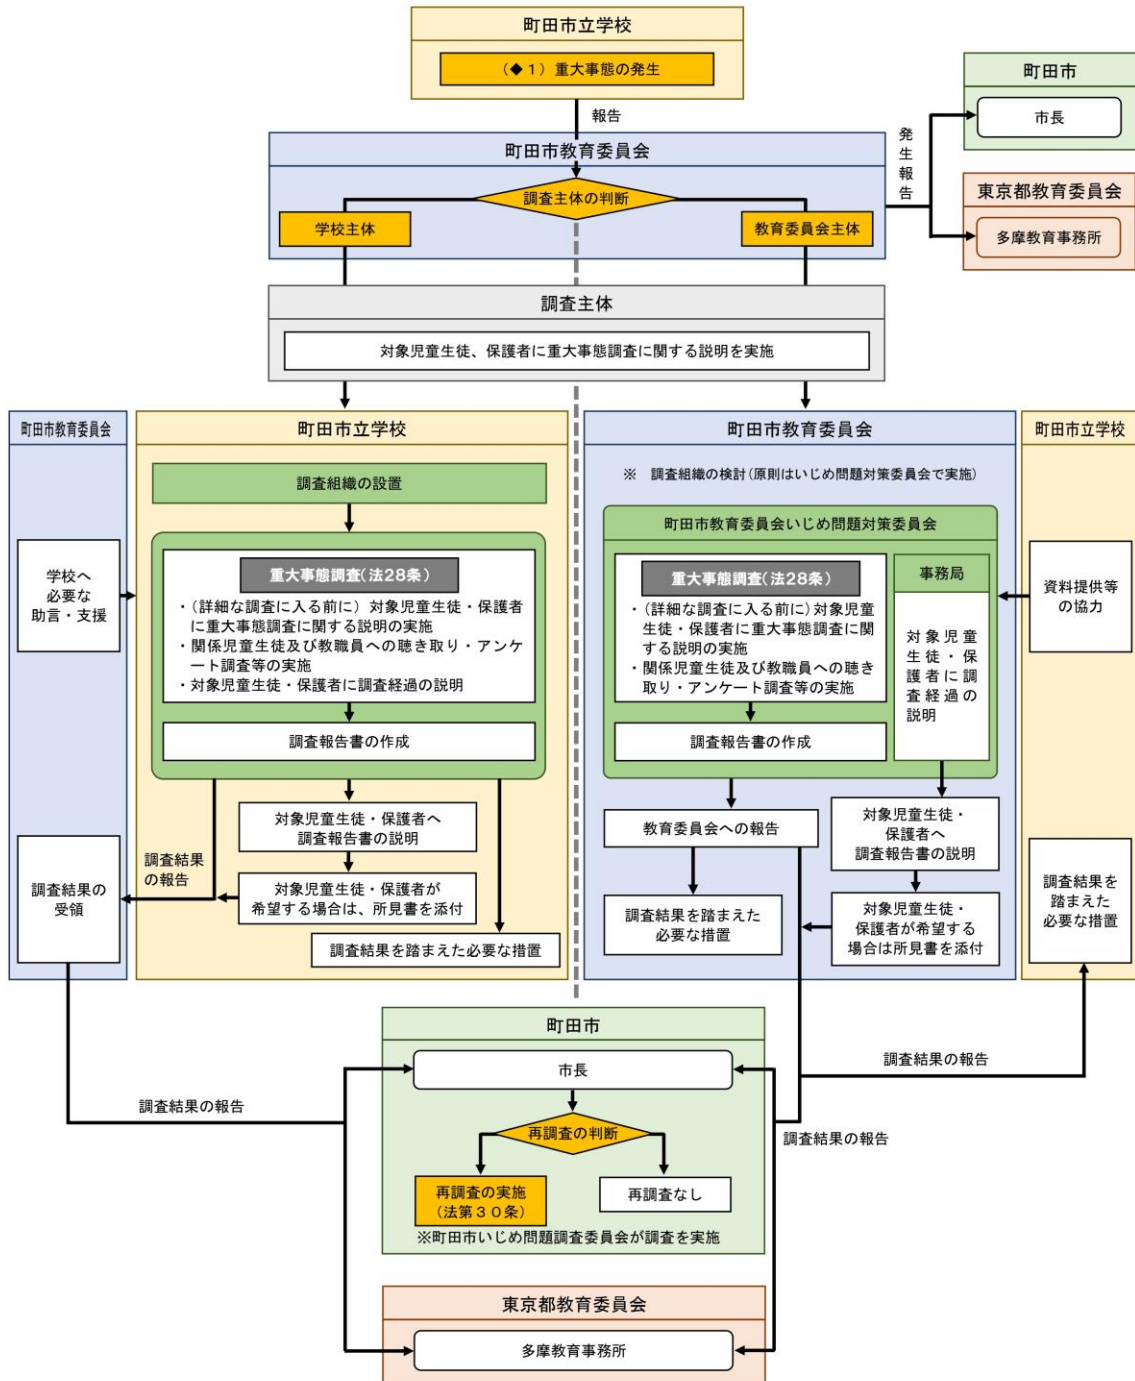 町田市立学校
(◆1)重大事態の発生
報告
町田市教育委員会
調査主体の判断
学校主体
教育委員会主体
発生報告
町田市
市長
東京都教育委員会
多摩教育事務所
調査主体
対象児童生徒、保護者に重大事態調査に関する説明を実施
町田市教育委員会
学校へ
必要な
助言・支援
調査結果の
受領
町田市立学校
調査組織の設置
重大事態調査(法28条)
・(詳細な調査に入る前に)対象児童生徒・保護者
に重大事態調査に関する説明の実施
・関係児童生徒及び教職員への聴き取り・アンケ
ート調査等の実施
・対象児童生徒・保護者に調査経過の説明
調査報告書の作成
対象児童生徒・保護者へ
調査報告書の説明
調査結果
の報告
対象児童生徒・保護者が
希望する場合は、所見書を添付
調査結果を踏まえた必要な措置
町田市教育委員会
※ 調査組織の検討(原則はいじめ問題対策委員会で実施)
町田市教育委員会いじめ問題対策委員会
重大事態調査(法28条)
・(詳細な調査に入る前に)対象児童
生徒・保護者に重大事態調査に関
する説明の実施
・関係児童生徒及び教職員への聴き
取り・アンケート調査等の実施
調査報告書の作成
事務局
対象児童
生徒・保
護者に調
査経過の
説明
教育委員会への報告
調査結果を踏まえた
必要な措置
対象児童生徒・
保護者へ
調査報告書の説明
対象児童生徒・
保護者が希望する
場合は所見書を添付
町田市立学校
資料提供等
の協力
調査結果を
踏まえた
必要な措置
調査結果の報告
町田市
市長
再調査の判断
再調査の実施
(法第30条)
再調査なし
※町田市いじめ問題調査委員会が調査を実施
調査結果の報告
調査結果の報告
東京都教育委員会
多摩教育事務所